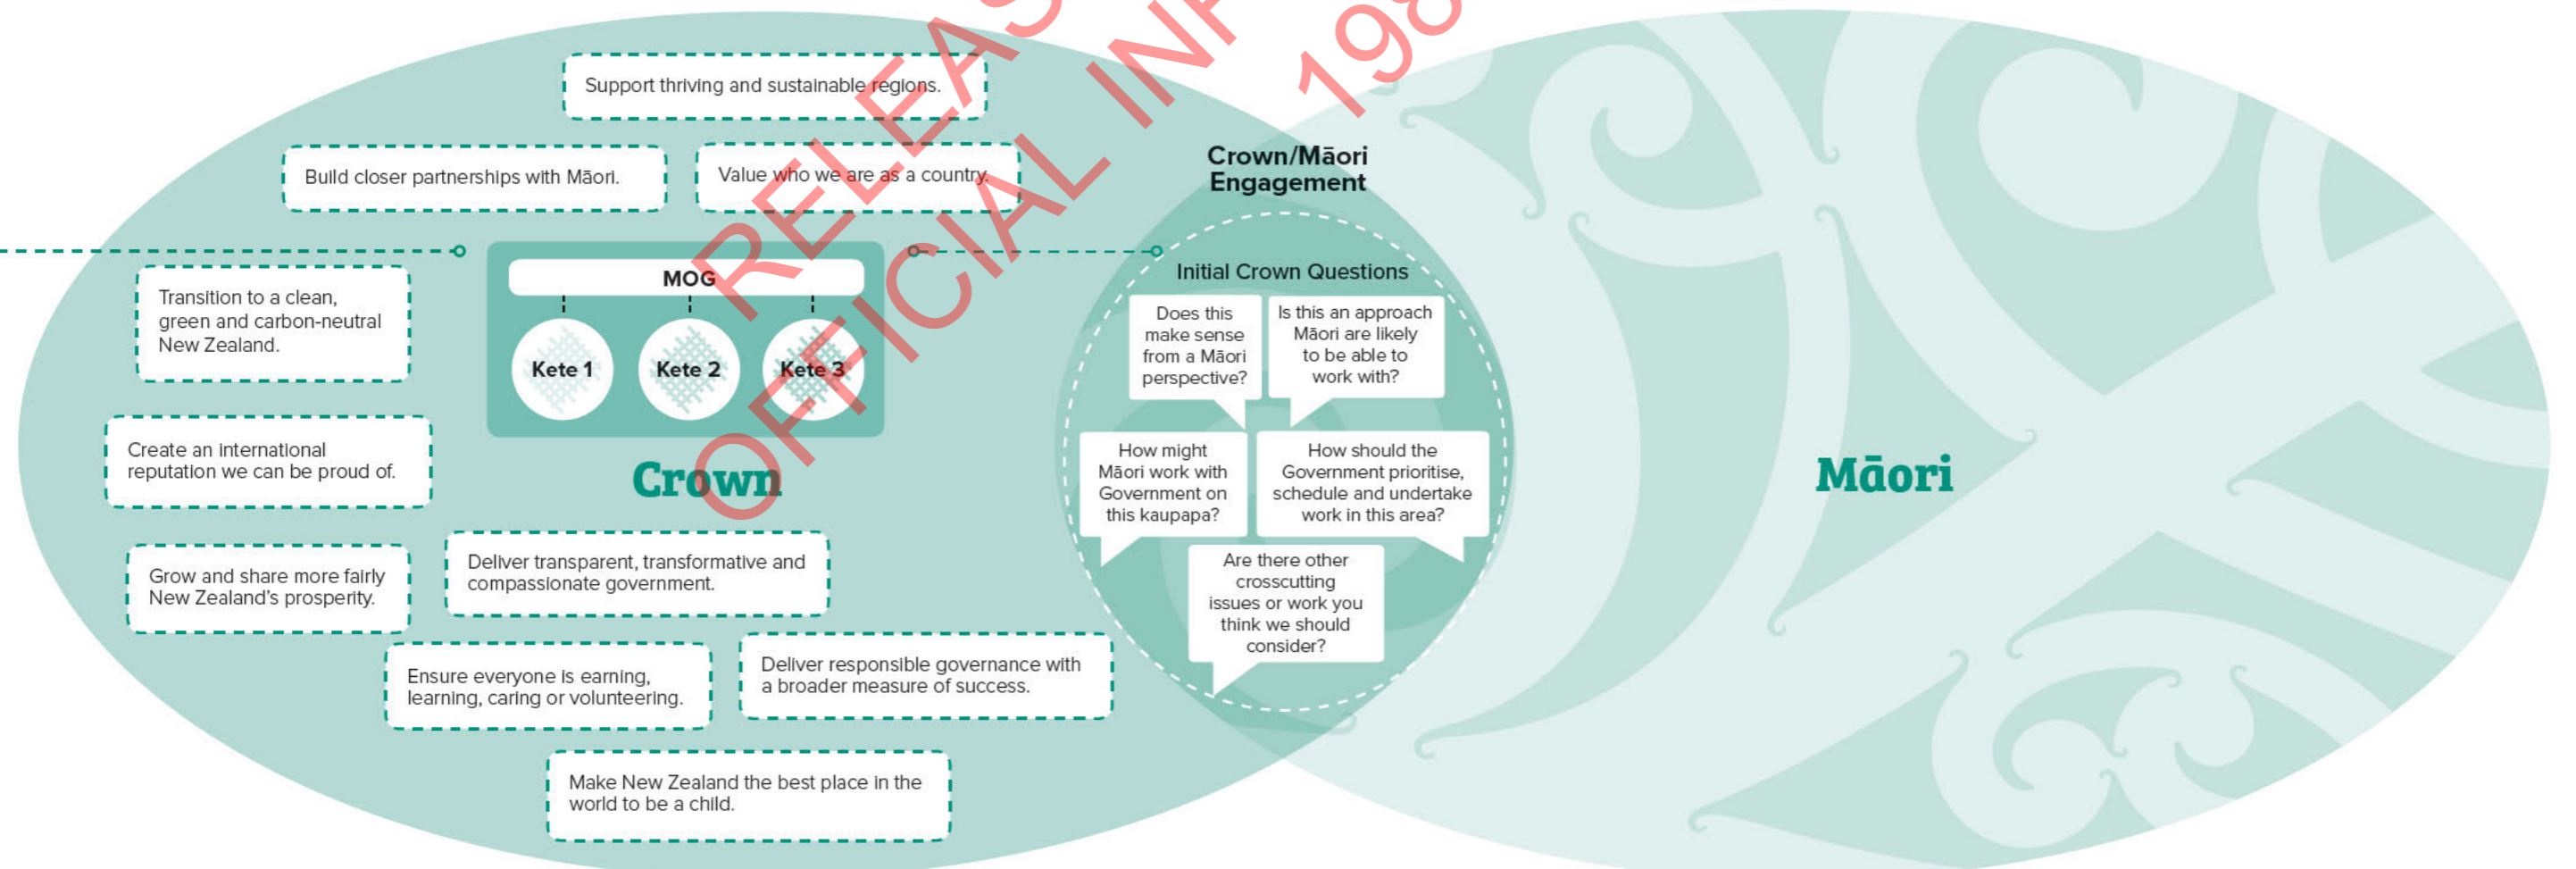 RELEAS
OFFICIAL INF
198
Support thriving and sustainable regions.
Build closer partnerships with Māori.
Value who we are as a country.
Transition to a clean,
green and carbon-neutral
New Zealand.
MOG
Kete 1
Kete 2
Kete 3
Create an international
reputation we can be proud of.
Crown
Grow and share more fairly
New Zealand's prosperity.
Deliver transparent, transformative and
compassionate government.
Ensure everyone is earning,
learning, caring or volunteering.
Deliver responsible governance with
a broader measure of success.
Make New Zealand the best place in the
world to be a child.
Crown/Māori
Engagement
Initial Crown Questions
Does this
make sense
from a Māori
perspective?
Is this an approach
Māori are likely
to be able to
work with?
How might
Māori work with
Government on
this kaupapa?
How should the
Government prioritise,
schedule and undertake
work in this area?
Are there other
crosscutting
issues or work you
think we should
consider?
Māori